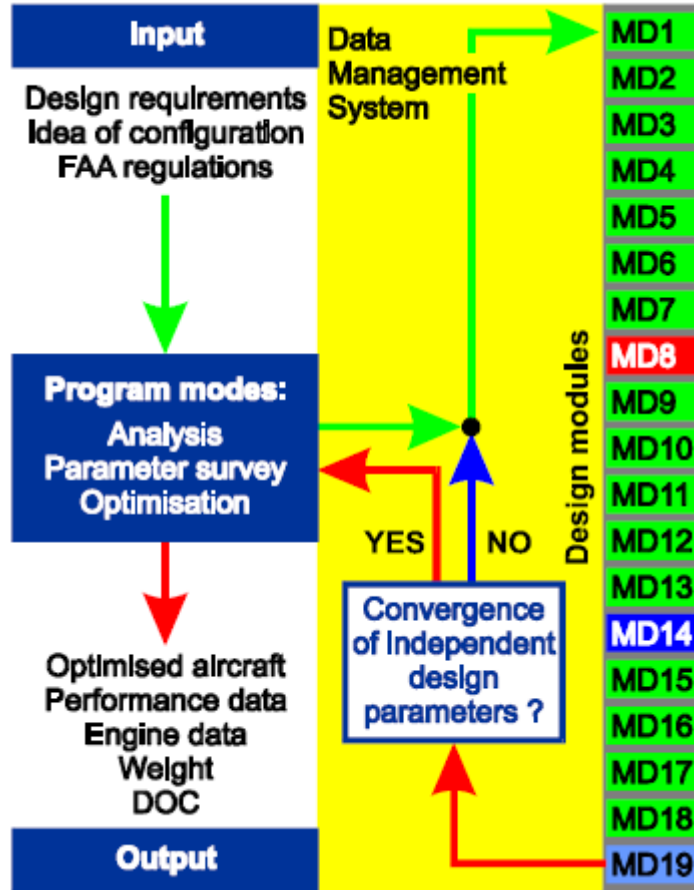 Input
Design requirements
Idea of configuration
FAA regulations
Program modes:
Analysis
Parameter survey
Optimisation
Optimised aircraft
Performance data
Engine data
Weight
DOC
Output
Data
Management
System
YES
NO
Convergence
of independent
design
parameters ?
Design modules
MD1
MD2
MD3
MD4
MD5
MD6
MD7
MD8
MD9
MD10
MD11
MD12
MD13
MD14
MD15
MD16
MD17
MD18
MD19